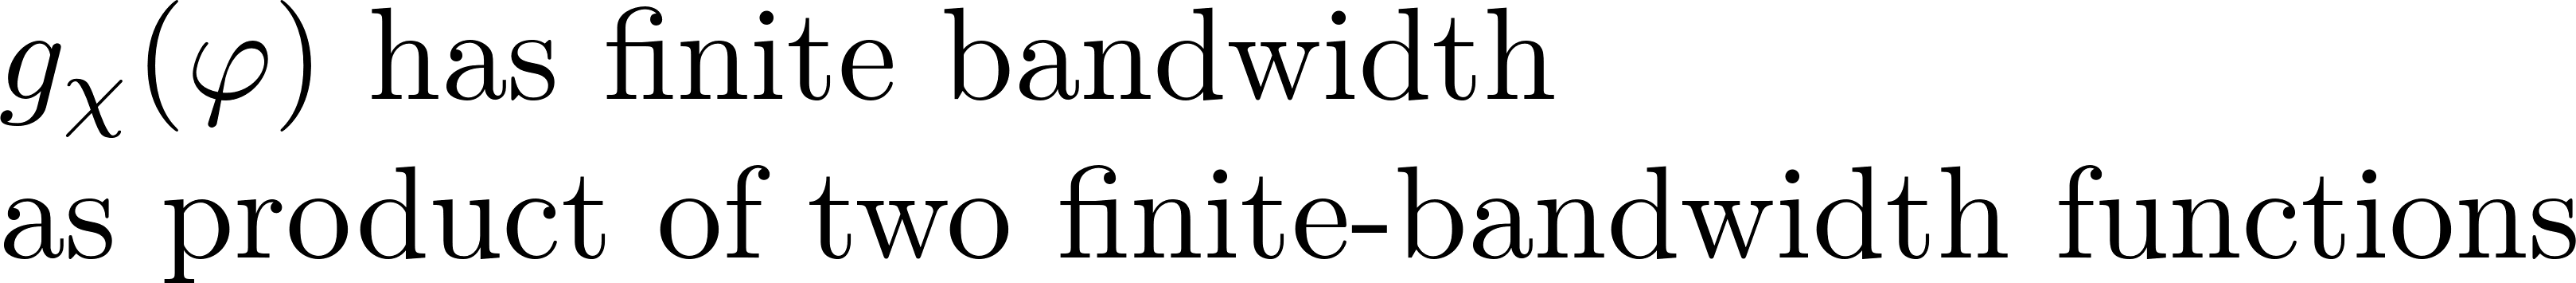 g_χ(φ) has finite bandwidth
as product of two finite-bandwidth functions